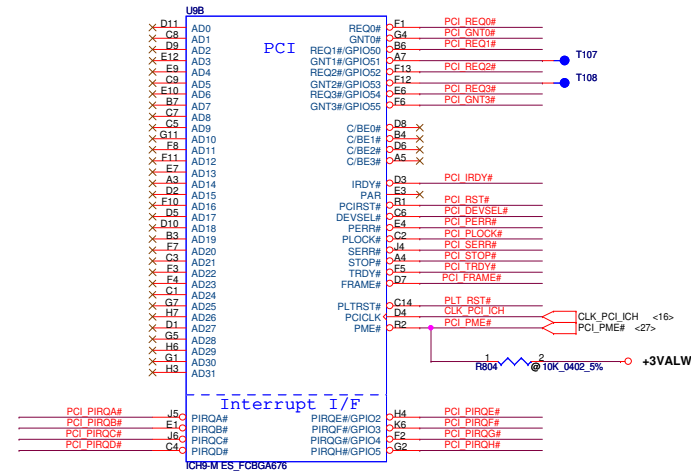 U9B
PCI
D11 AD0 REQ0# F1 PCI_REQ0#
C8 AD1 GNT0# G4 PCI_GNT0#
D9 AD2 REQ1#/GPIO50 B6 PCI_REQ1#
E12 AD3 GNT1#/GPIO51 A7 T107
E9 AD4 REQ2#/GPIO52 F13 PCI_REQ2#
C9 AD5 GNT2#/GPIO53 F12 T108
E10 AD6 REQ3#/GPIO54 E6 PCI_REQ3#
B7 AD7 GNT3#/GPIO55 F6 PCI_GNT3#
C7 AD8
C5 AD9 C/BE0# D8
G11 AD10 C/BE1# B4
F8 AD11 C/BE2# D6
F11 AD12 C/BE3# A5
E7 AD13
A3 AD14 IRDY# D3 PCI_IRDY#
D2 AD15 PAR E3
F10 AD16 PCIRST# R1 PCI_RST#
D5 AD17 DEVSEL# C6 PCI_DEVSEL#
D10 AD18 PERR# E4 PCI_PERR#
B3 AD19 PLOCK# C2 PCI_PLOCK#
F7 AD20 SERR# J4 PCI_SERR#
C3 AD21 STOP# A4 PCI_STOP#
F3 AD22 TRDY# F5 PCI_TRDY#
F4 AD23 FRAME# D7 PCI_FRAME#
C1 AD24
G7 AD25 PLTRST# C14 PLT_RST#
H7 AD26 PCICLK D4 CLK_PCI_ICH CLK_PCI_ICH <16>
D1 AD27 PME# R2 PCI_PME# PCI_PME# <27>
G5 AD28
H6 AD29
G1 AD30
H3 AD31
1 2
R804 @ 10K_0402_5% +3VALW
Interrupt I/F
PCI_PIRQA# J5 PIRQA# PIRQE#/GPIO2 H4 PCI_PIRQE#
PCI_PIRQB# E1 PIRQB# PIRQF#/GPIO3 K6 PCI_PIRQF#
PCI_PIRQC# J6 PIRQC# PIRQG#/GPIO4 F2 PCI_PIRQG#
PCI_PIRQD# C4 PIRQD# PIRQH#/GPIO5 G2 PCI_PIRQH#
ICH9-M ES_FCBGA676